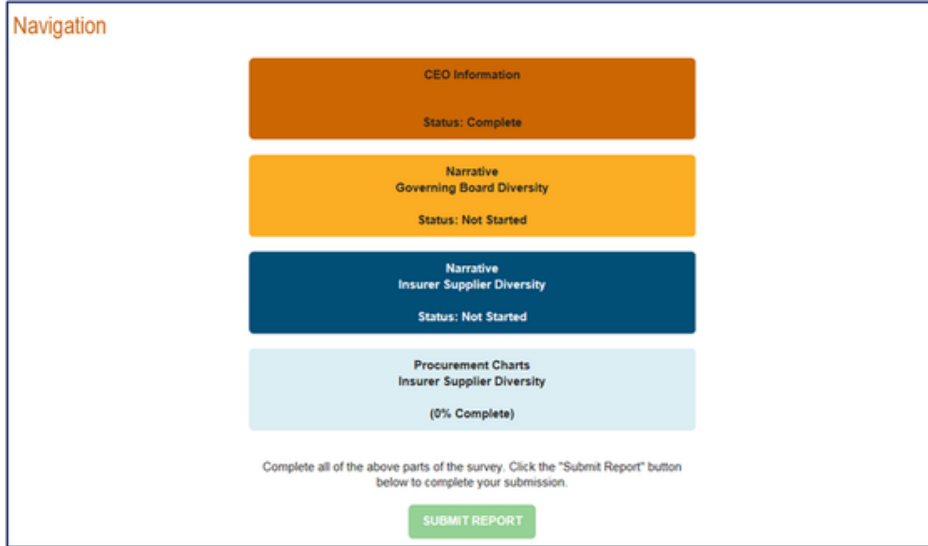 Navigation
CEO Information
Status: Complete
Narrative
Governing Board Diversity
Status: Not Started
Narrative
Insurer Supplier Diversity
Status: Not Started
Procurement Charts
Insurer Supplier Diversity
(0% Complete)
Complete all of the above parts of the survey. Click the "Submit Report" button
below to complete your submission.
SUBMIT REPORT